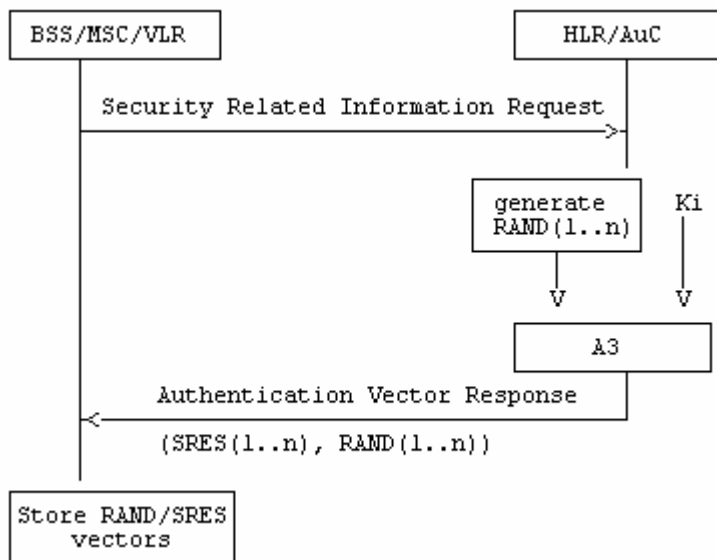 BSS/MSC/VLR
HLR/AuC
Security Related Information Request
generate
RAND(1..n)
Ki
V
V
A3
Authentication Vector Response
(SRES(1..n), RAND(1..n))
Store RAND/SRES
vectors